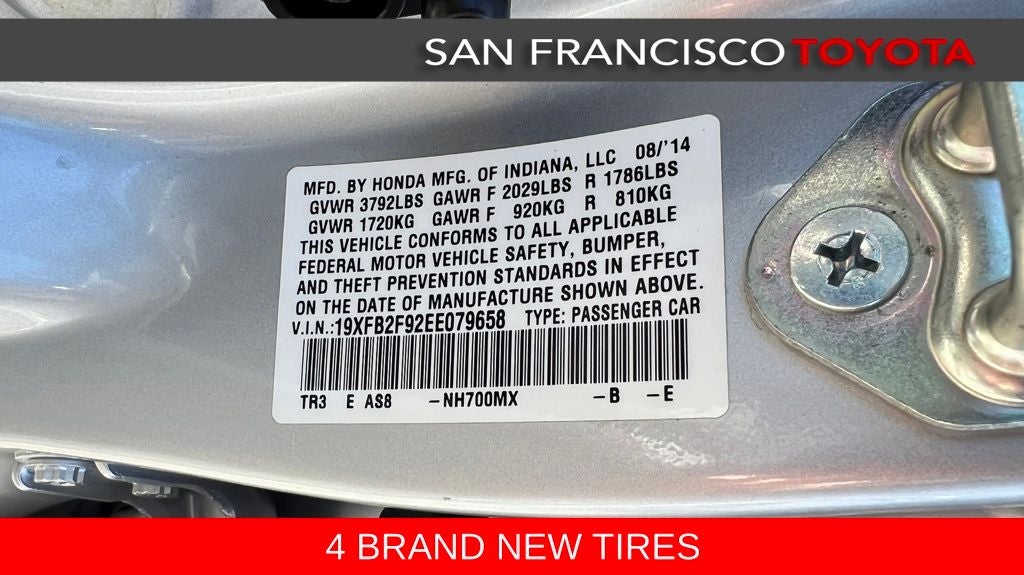 SAN FRANCISCO TOYOTA
MFD. BY HONDA MFG. OF INDIANA, LLC 08/'14
GVWR 3792LBS GAWR F 2029LBS R 1786LBS
GVWR 1720KG GAWR F 920KG R 810KG
THIS VEHICLE CONFORMS TO ALL APPLICABLE
FEDERAL MOTOR VEHICLE SAFETY, BUMPER,
AND THEFT PREVENTION STANDARDS IN EFFECT
ON THE DATE OF MANUFACTURE SHOWN ABOVE.
V.I.N.:19XFB2F92EE079658 TYPE: PASSENGER CAR
TR3 E AS8 -NH700MX -B -E
4 BRAND NEW TIRES